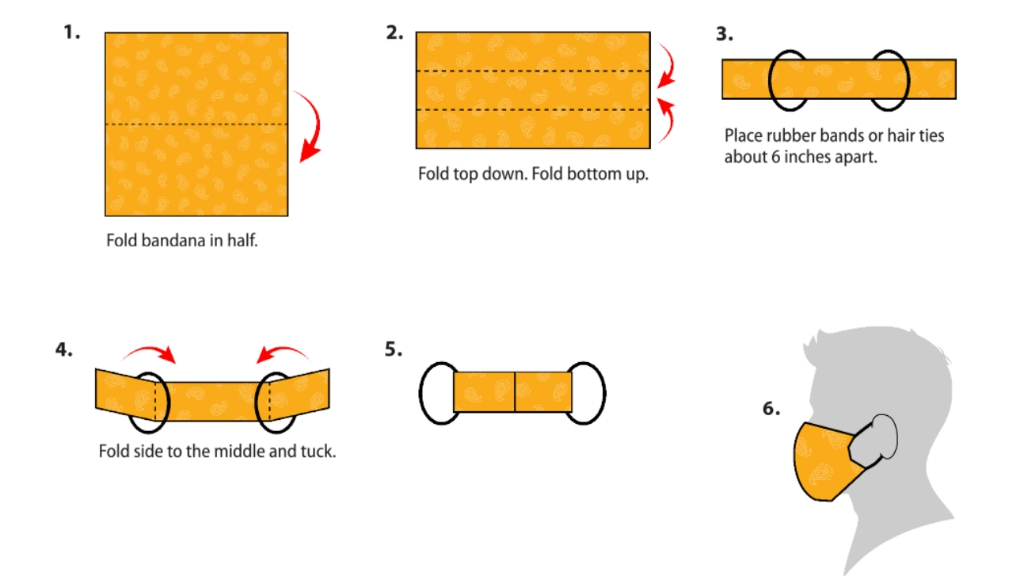 1.
Fold bandana in half.
2.
Fold top down. Fold bottom up.
3.
Place rubber bands or hair ties
about 6 inches apart.
4.
Fold side to the middle and tuck.
5.
6.